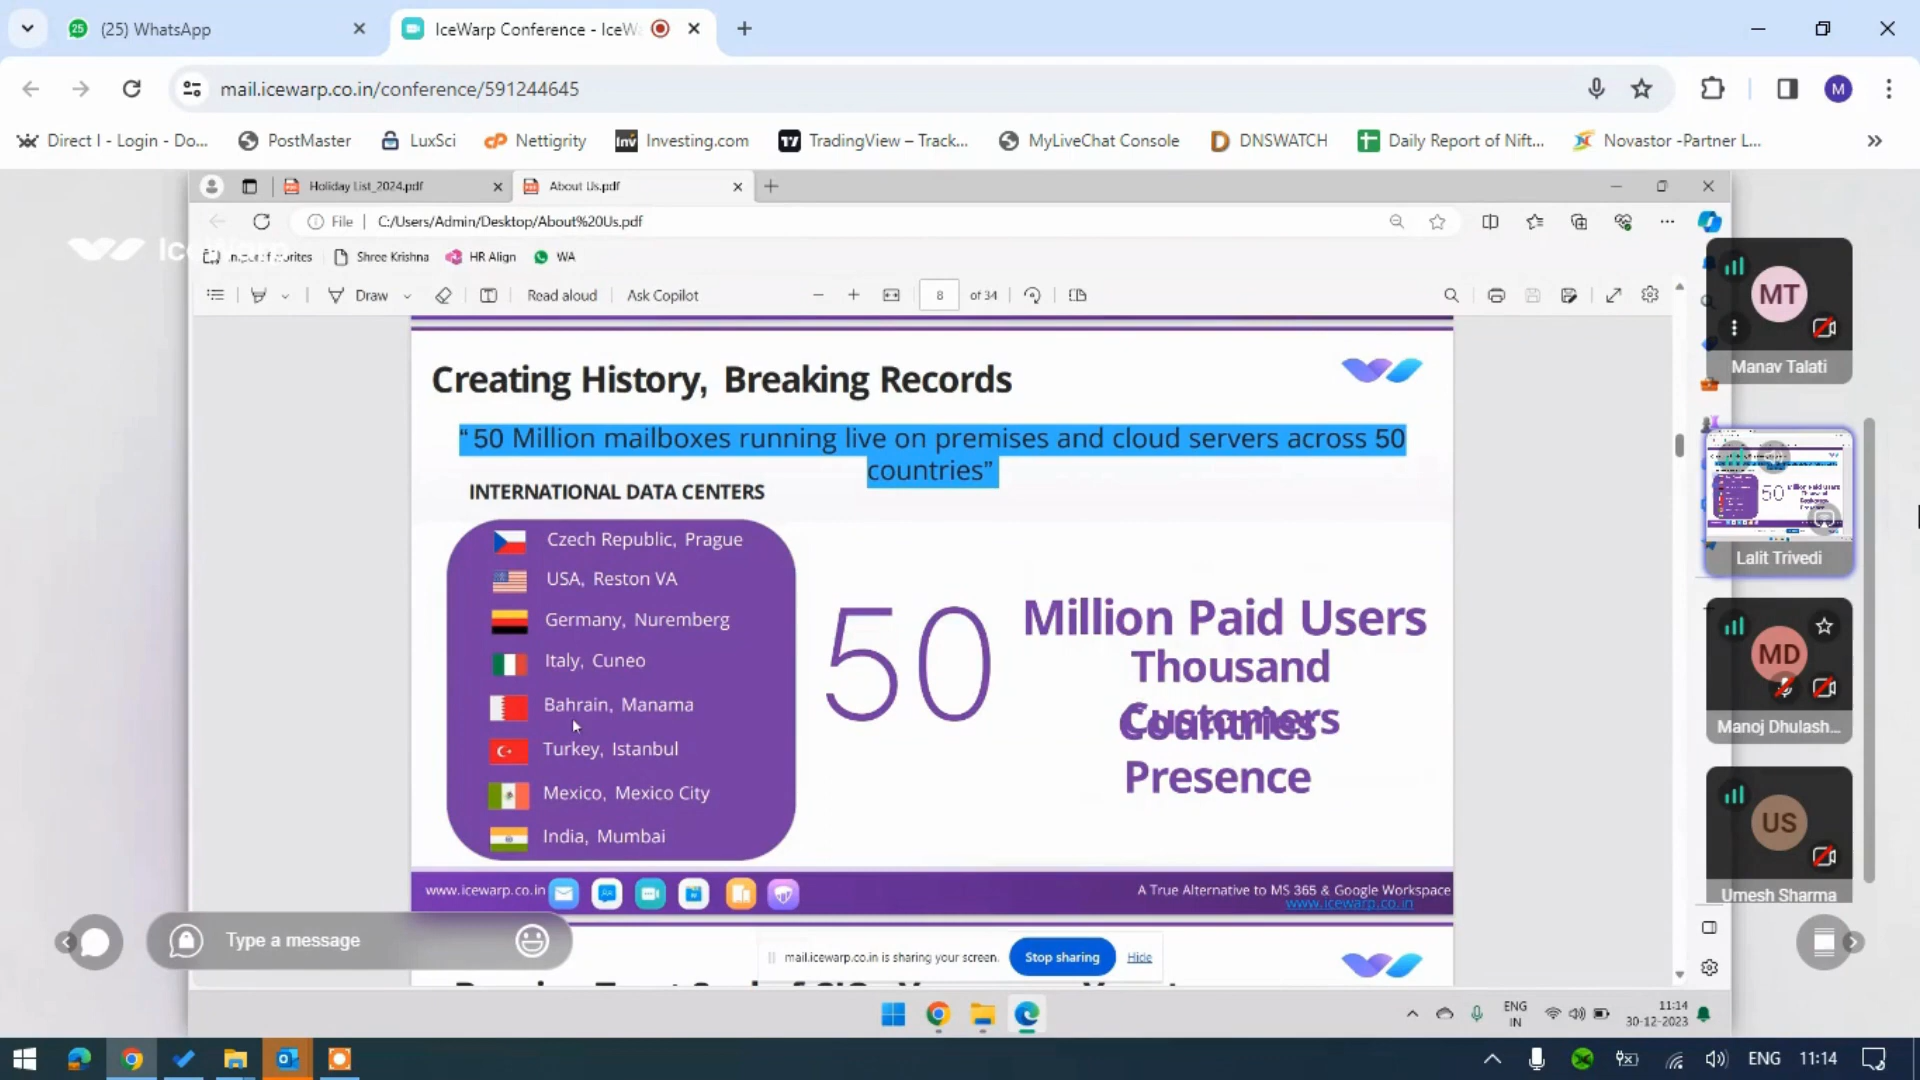 (25) WhatsApp
IceWarp Conference - IceW
mail.icewarp.co.in/conference/591244645
Direct I - Login - Do...
PostMaster
LuxSci
Nettigrity
Investing.com
TradingView – Track...
MyLiveChat Console
DNSWATCH
Daily Report of Nift...
Novastor -Partner L...
Holiday List_2024.pdf
About Us.pdf
File
C:/Users/Admin/Desktop/About%20Us.pdf
Shree Krishna
HR Align
WA
Draw
Read aloud
Ask Copilot
8
of 34
Creating History, Breaking Records
“ 50 Million mailboxes running live on premises and cloud servers across 50
countries”
INTERNATIONAL DATA CENTERS
Czech Republic, Prague
USA, Reston VA
Germany, Nuremberg
Italy, Cuneo
Bahrain, Manama
Turkey, Istanbul
Mexico, Mexico City
India, Mumbai
50
Million Paid Users
Thousand
Customers
Countries
Presence
www.icewarp.co.in
A True Alternative to MS 365 & Google Workspace
www.icewarp.co.in
MT
Manav Talati
Lalit Trivedi
MD
Manoj Dhulash...
US
Umesh Sharma
Type a message
mail.icewarp.co.in is sharing your screen.
Stop sharing
Hide
ENG
IN
11:14
30-12-2023
ENG
11:14